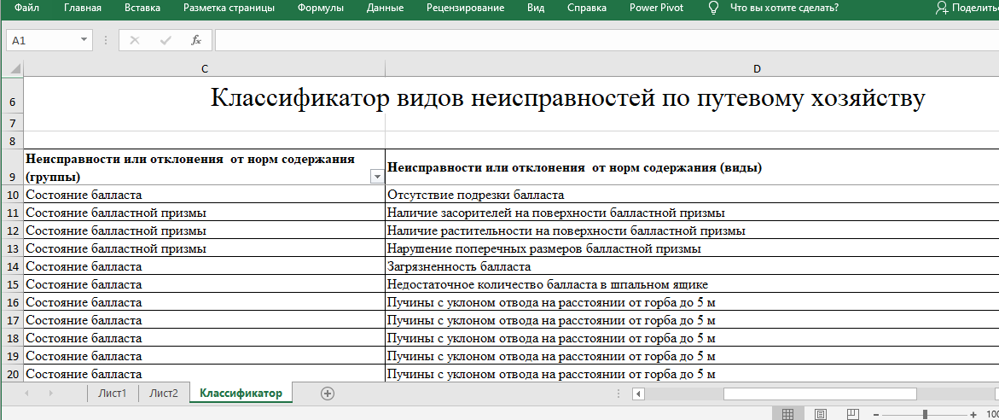 Файл Главная Вставка Разметка страницы Формулы Данные Рецензирование Вид Справка Power Pivot Что вы хотите сделать? Поделиться
A1 fx
C D
6 Классификатор видов неисправностей по путевому хозяйству
7
8
Неисправности или отклонения от норм содержания
9 (группы) Неисправности или отклонения от норм содержания (виды)
10 Состояние балласта Отсутствие подрезки балласта
11 Состояние балластной призмы Наличие засорителей на поверхности балластной призмы
12 Состояние балластной призмы Наличие растительности на поверхности балластной призмы
13 Состояние балластной призмы Нарушение поперечных размеров балластной призмы
14 Состояние балласта Загрязненность балласта
15 Состояние балласта Недостаточное количество балласта в шпальном ящике
16 Состояние балласта Пучины с уклоном отвода на расстоянии от горба до 5 м
17 Состояние балласта Пучины с уклоном отвода на расстоянии от горба до 5 м
18 Состояние балласта Пучины с уклоном отвода на расстоянии от горба до 5 м
19 Состояние балласта Пучины с уклоном отвода на расстоянии от горба до 5 м
20 Состояние балласта Пучины с уклоном отвода на расстоянии от горба до 5 м
Лист1 Лист2 Классификатор
100